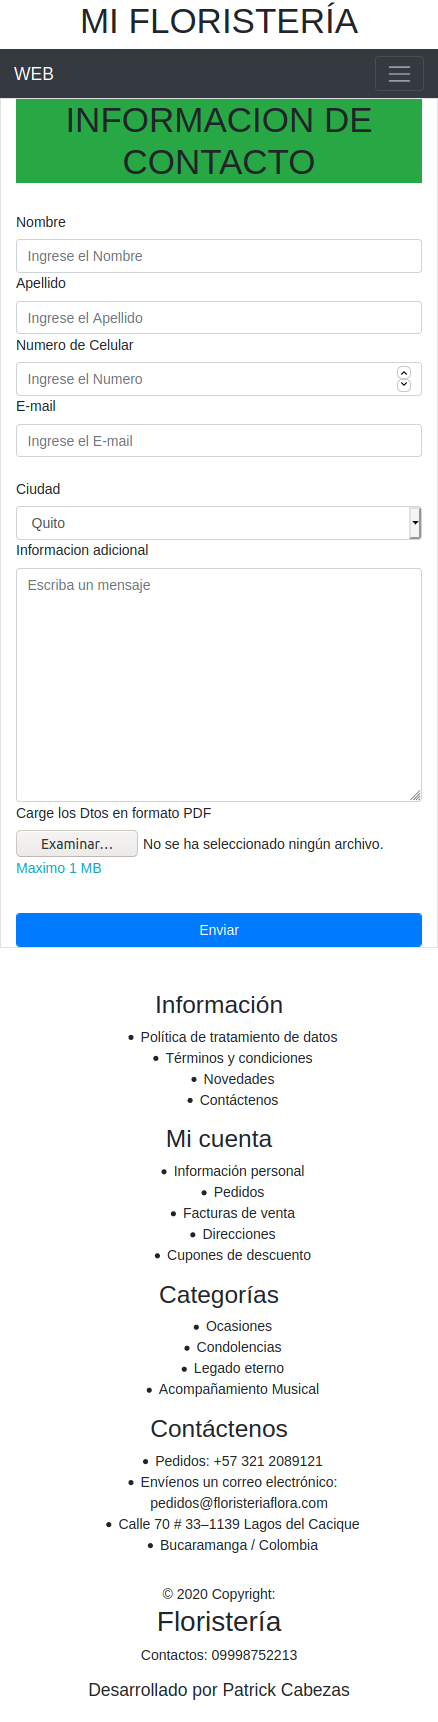 MI FLORISTERÍA
WEB
INFORMACION DE
CONTACTO
Nombre
Ingrese el Nombre
Apellido
Ingrese el Apellido
Numero de Celular
Ingrese el Numero
E-mail
Ingrese el E-mail
Ciudad
Quito
Informacion adicional
Escriba un mensaje
Carge los Dtos en formato PDF
Examinar... No se ha seleccionado ningún archivo.
Maximo 1 MB
Enviar
Información
• Política de tratamiento de datos
• Términos y condiciones
• Novedades
• Contáctenos
Mi cuenta
• Información personal
• Pedidos
• Facturas de venta
• Direcciones
• Cupones de descuento
Categorías
• Ocasiones
• Condolencias
• Legado eterno
• Acompañamiento Musical
Contáctenos
• Pedidos: +57 321 2089121
• Envíenos un correo electrónico:
pedidos@floristeriaflora.com
• Calle 70 # 33–1139 Lagos del Cacique
• Bucaramanga / Colombia
© 2020 Copyright:
Floristería
Contactos: 09998752213
Desarrollado por Patrick Cabezas